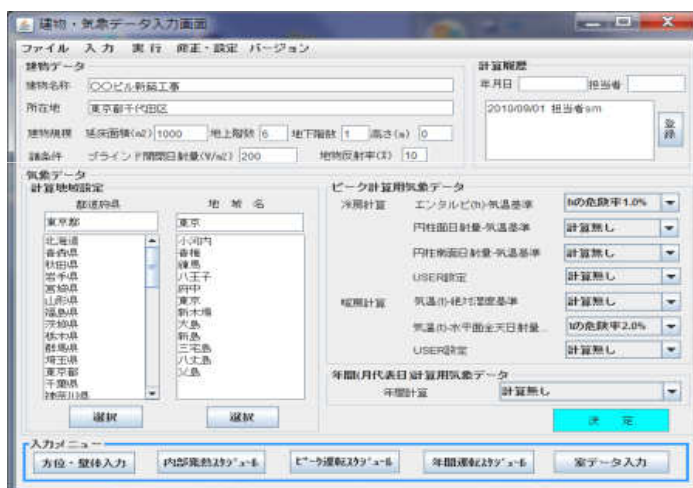 建物・気象データ入力画面
ファイル 入力 実行 修正・設定 バージョン
建物データ
建物名称 〇〇ビル新築工事
所在地 東京都千代田区
建物規模 延床面積(m2) 1000 地上階数 6 地下階数 1 高さ(m) 0
諸条件 ブラインド開閉日射量(W/m2) 200 地物反射率(%) 10
計算履歴
年月日 担当者
2010/09/01 担当者sm
登録
気象データ
計算地域設定
都道府県 地域名
東京都 東京
北海道 小河内
青森県 青梅
秋田県 練馬
岩手県 八王子
宮城県 府中
山形県 東京
福島県 新木場
茨城県 大島
栃木県 新島
群馬県 三宅島
埼玉県 八丈島
東京都 父島
千葉県
神奈川県
選択 選択
ピーク計算用気象データ
冷房計算 エンタルピ(h)-気温基準 hの危険率1.0%
円柱面日射量-気温基準 計算無し
円柱南面日射量-気温基準 計算無し
USER設定 計算無し
暖房計算 気温(t)-絶対湿度基準 計算無し
気温(t)-水平面全天日射量... tの危険率2.0%
USER設定 計算無し
年間(月代表日)計算用気象データ
年間計算 計算無し
決 定
入力メニュー
方位・壁体入力 内部発熱ｽｹｼﾞｭｰﾙ ﾋﾟｰｸ運転ｽｹｼﾞｭｰﾙ 年間運転ｽｹｼﾞｭｰﾙ 室データ入力